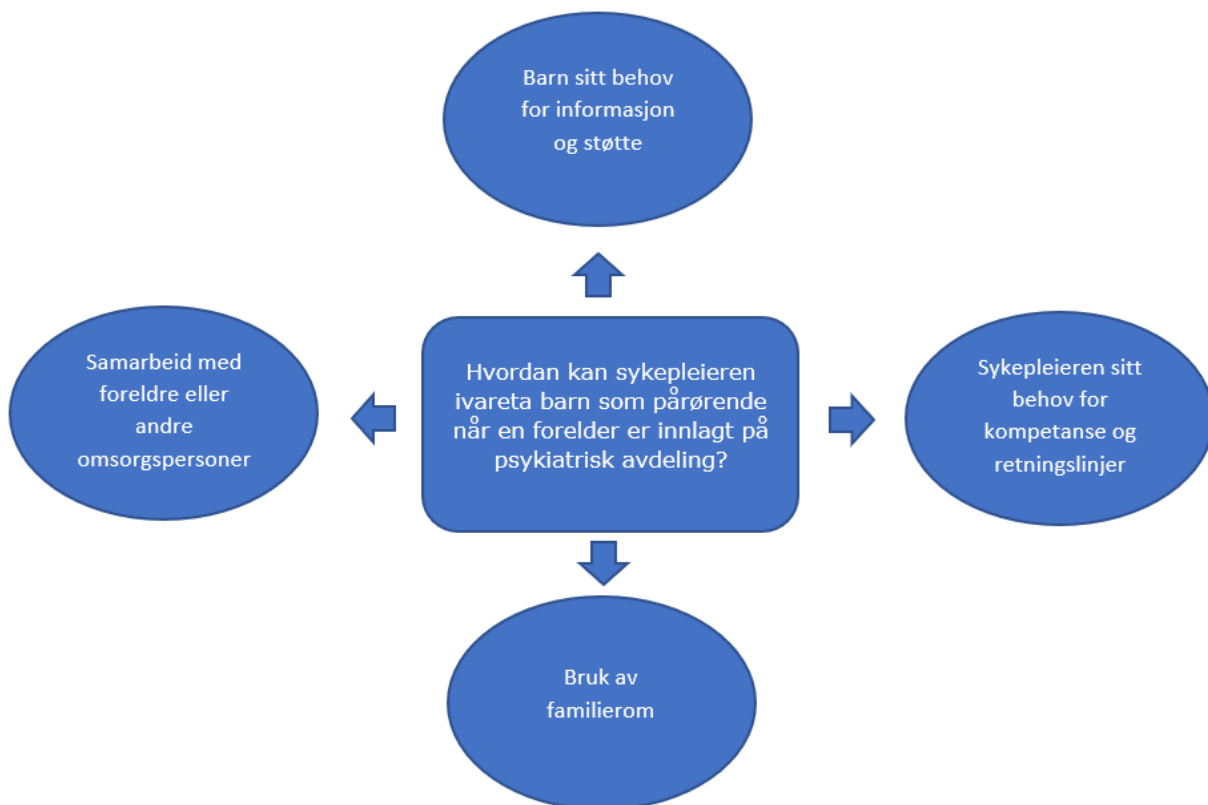 Barn sitt behov
for informasjon
og støtte
Samarbeid med
foreldre eller
andre
omsorgspersoner
Hvordan kan sykepleieren
ivareta barn som pårørende
når en forelder er innlagt på
psykiatrisk avdeling?
Sykepleieren sitt
behov for
kompetanse og
retningslinjer
Bruk av
familierom